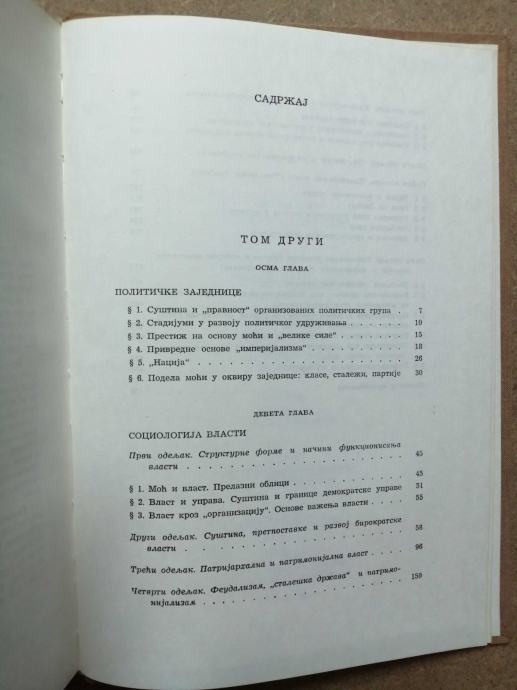 САДРЖАЈ
ТОМ ДРУГИ
ОСМА ГЛАВА
ПОЛИТИЧКЕ ЗАЈЕДНИЦЕ
§ 1. Суштина и „правност" организованих политичких група . 7
§ 2. Стадијуми у развоју политичког удруживања . . . . . . 10
§ 3. Престиж на основу моћи и „велике силе" . . . . . . . 15
§ 4. Привредне основе „империјализма" . . . . . . . . . 18
§ 5. „Нација" . . . . . . . . . . . . . . . . . . . . 26
§ 6. Подела моћи у оквиру заједнице: класе, сталежи, партије 30
ДЕВЕТА ГЛАВА
СОЦИОЛОГИЈА ВЛАСТИ
Први одељак. Структурне форме и начини функционисања
власти . . . . . . . . . . . . . . . . . . . . 45
§ 1. Моћ и власт. Прелазни облици . . . . . . . . . . . 45
§ 2. Власт и управа. Суштина и границе демократске управе 51
§ 3. Власт кроз „организацију". Основе важења власти . . . 55
Други одељак. Суштина, претпоставке и развој бирократске
власти . . . . . . . . . . . . . . . . . . . . 58
Трећи одељак. Патријархална и патримонијална власт . . . . 96
Четврти одељак. Феудализам, „сталешка држава" и патримо-
нијализам . . . . . . . . . . . . . . . . . . . 159